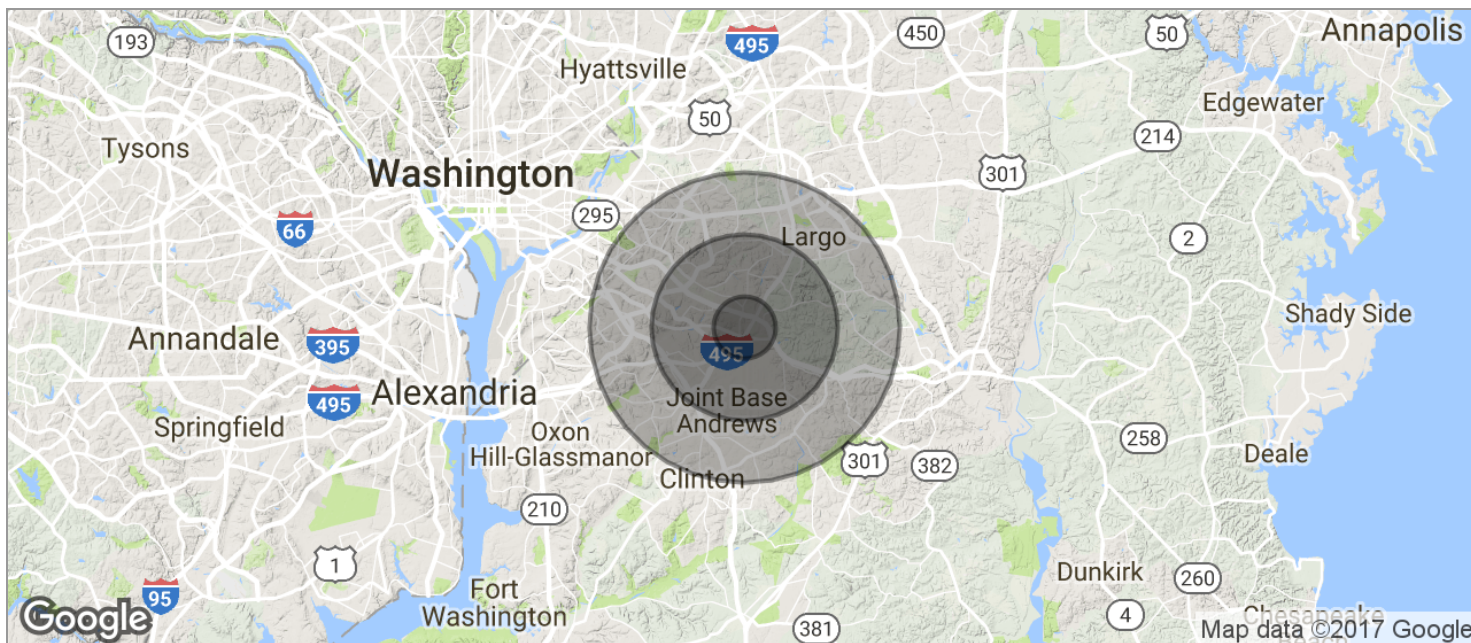 193
495
450
50
Annapolis
Hyattsville
Edgewater
50
214
Tysons
Washington
301
295
66
Largo
2
Shady Side
Annandale
395
495
Alexandria
495
Joint Base
Andrews
Springfield
Oxon
Hill-Glassmanor
258
Deale
301
382
Clinton
210
1
Dunkirk
260
95
Fort
Washington
4
381
Chesapeake
Google
Map data ©2017 Google